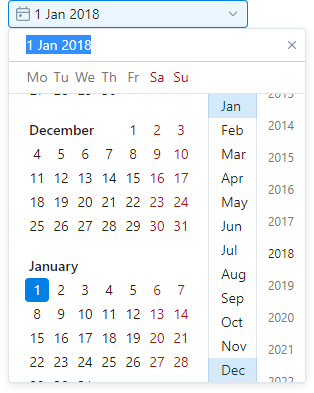 1 Jan 2018
1 Jan 2018
Mo Tu We Th Fr Sa Su
December 1 2 3
4 5 6 7 8 9 10
11 12 13 14 15 16 17
18 19 20 21 22 23 24
25 26 27 28 29 30 31
January
1 2 3 4 5 6 7
8 9 10 11 12 13 14
15 16 17 18 19 20 21
22 23 24 25 26 27 28
Jan
Feb
Mar
Apr
May
Jun
Jul
Aug
Sep
Oct
Nov
Dec
2013
2014
2015
2016
2017
2018
2019
2020
2021
2022